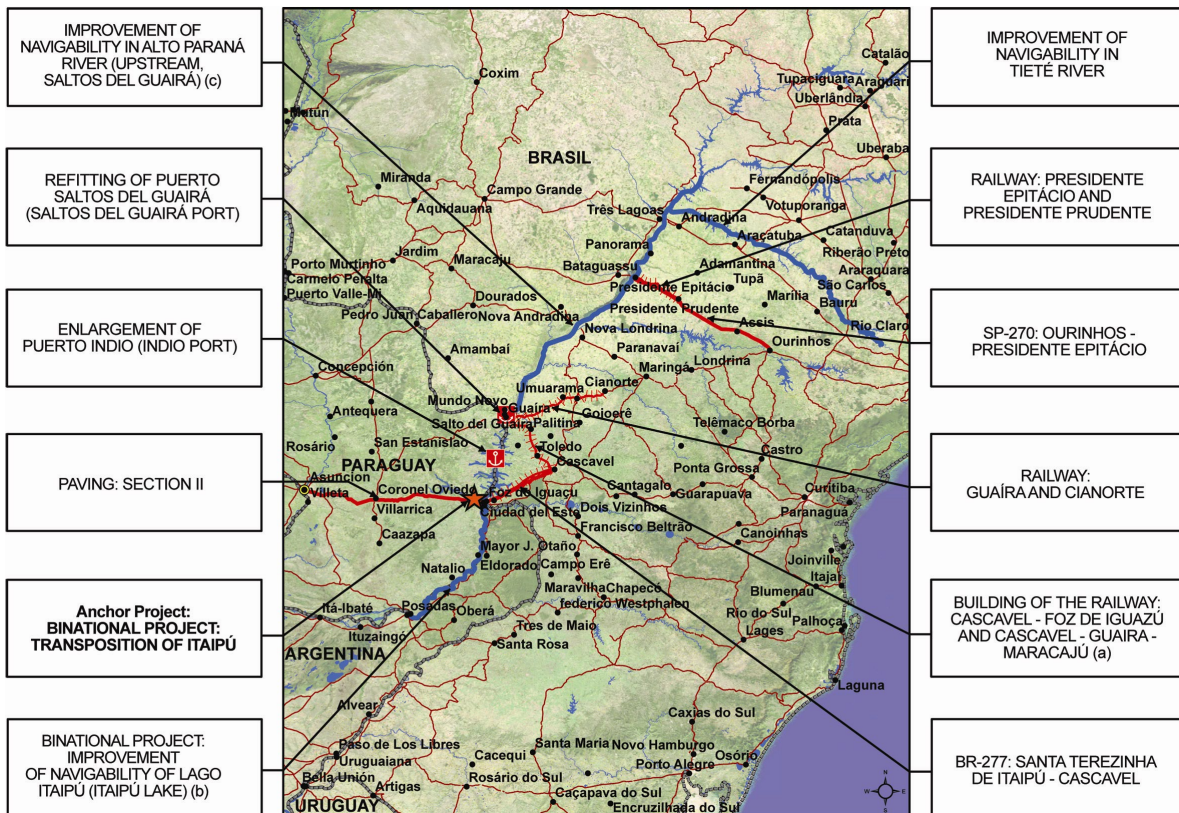 IMPROVEMENT OF
NAVIGABILITY IN ALTO PARANÁ
RIVER (UPSTREAM,
SALTOS DEL GUAIRÁ) (c)
REFITTING OF PUERTO
SALTOS DEL GUAIRÁ
(SALTOS DEL GUAIRÁ PORT)
ENLARGEMENT OF
PUERTO INDIO (INDIO PORT)
PAVING: SECTION II
Anchor Project:
BINATIONAL PROJECT:
TRANSPOSITION OF ITAIPÚ
BINATIONAL PROJECT:
IMPROVEMENT
OF NAVIGABILITY OF LAGO
ITAIPÚ (ITAIPÚ LAKE) (b)
Catalão
Coxim
Tupaciguara
Araguari
Uberlândia
Prata
Uberaba
BRASIL
Miranda
Campo Grande
Aquidauana
Fernandópolis
Votuporanga
Três Lagoas
Andradina
Araçatuba
Catanduva
Ribeirão Preto
Panorama
Jardim
Maracaju
Porto Murtinho
Carmelo Peralta
Puerto Valle-Mi
Bataguassu
Adamantina
Araraquara
Presidente Epitácio
Tupã
São Carlos
Dourados
Nova Andradina
Presidente Prudente
Marília
Bauru
Pedro Juan Caballero
Assis
Rio Claro
Nova Londrina
Ourinhos
Amambaí
Paranavaí
Londrina
Concepción
Maringá
Umuarama
Cianorte
Mundo Novo
Guaíra
Antequera
Salto del Guaira
Palitina
Goioerê
Telêmaco Borba
Rosário
San Estanislao
Toledo
Castro
PARAGUAY
Cascavel
Ponta Grossa
Asuncion
Villeta
Coronel Oviedo
Foz do Iguaçu
Cantagalo
Guarapuava
Curitiba
Villarrica
Ciudad del Este
Dois Vizinhos
Paranaguá
Francisco Beltrão
Caazapa
Canoinhas
Mayor J. Otaño
Joinville
Eldorado
Campo Erê
Natalio
Maravilha
Chapecó
Itajaí
Blumenau
Itá-Ibaté
Posadas
Oberá
federico Westphalen
Rio do Sul
Palhoça
Ituzaingó
Tres de Maio
Lages
Santa Rosa
ARGENTINA
Laguna
Alvear
Caxias do Sul
Paso de Los Libres
Uruguaiana
Cacequi
Santa Maria
Novo Hamburgo
Osório
Porto Alegre
Bella Unión
Artigas
Rosário do Sul
Caçapava do Sul
Encruzilhada do Sul
URUGUAY
N
W
E
S
IMPROVEMENT OF
NAVIGABILITY IN
TIETÉ RIVER
RAILWAY: PRESIDENTE
EPITÁCIO AND
PRESIDENTE PRUDENTE
SP-270: OURINHOS -
PRESIDENTE EPITÁCIO
RAILWAY:
GUAÍRA AND CIANORTE
BUILDING OF THE RAILWAY:
CASCAVEL - FOZ DE IGUAZÚ
AND CASCAVEL - GUAIRA -
MARACAJÚ (a)
BR-277: SANTA TEREZINHA
DE ITAIPÚ - CASCAVEL